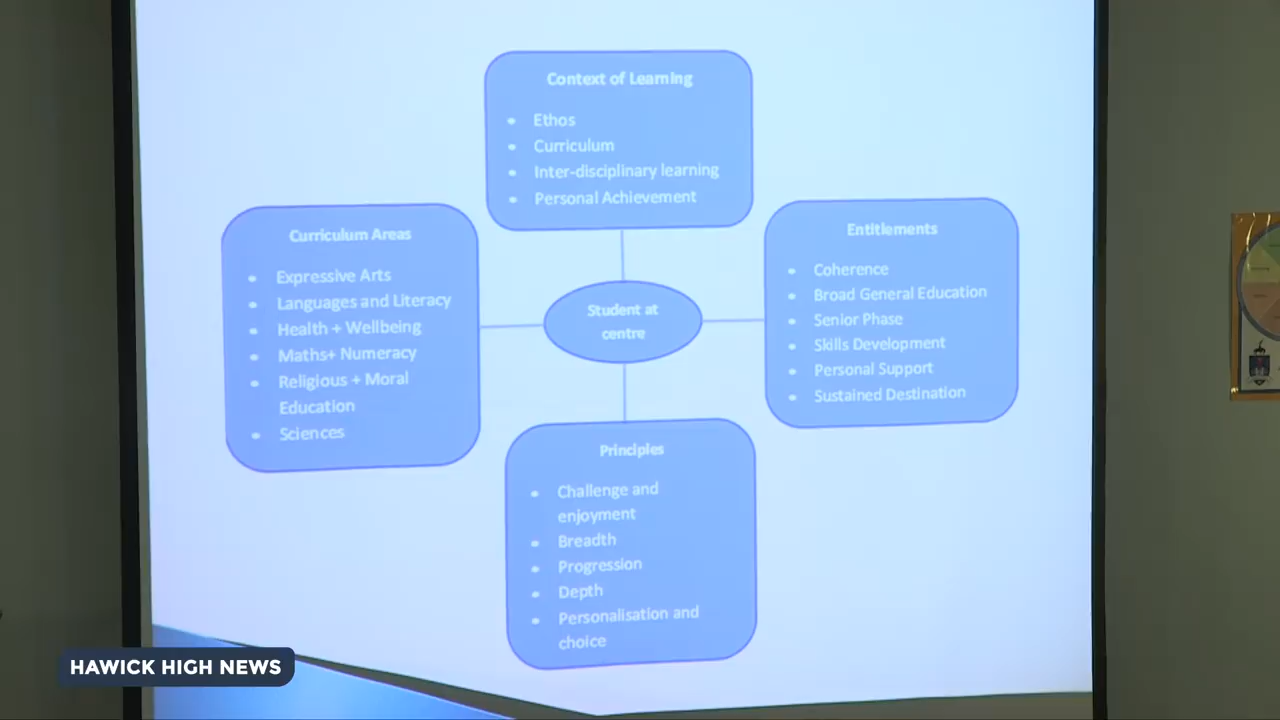 Context of Learning
Ethos
Curriculum
Inter-disciplinary learning
Personal Achievement
Curriculum Areas
Expressive Arts
Languages and Literacy
Health + Wellbeing
Maths+ Numeracy
Religious + Moral
Education
Sciences
Student at
centre
Entitlements
Coherence
Broad General Education
Senior Phase
Skills Development
Personal Support
Sustained Destination
Principles
Challenge and
enjoyment
Breadth
Progression
Depth
Personalisation and
choice
HAWICK HIGH NEWS